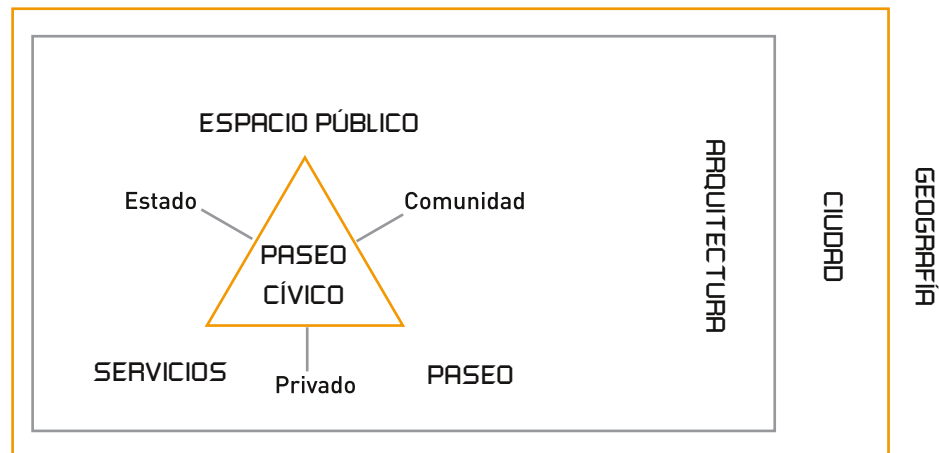 ESPACIO PÚBLICO
Estado
Comunidad
PASEO
CÍVICO
SERVICIOS
Privado
PASEO
ARQUITECTURA
CIUDAD
GEOGRAFÍA